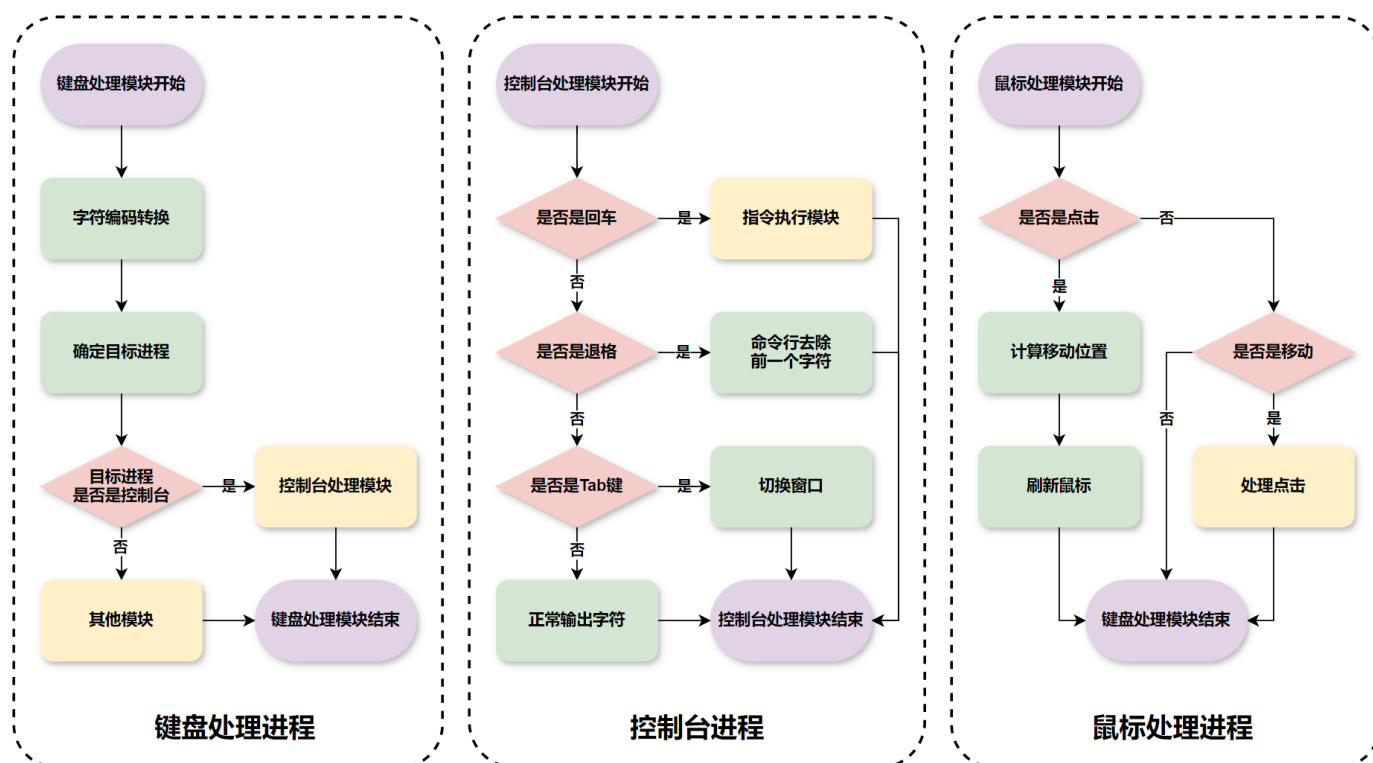 键盘处理模块开始
字符编码转换
确定目标进程
目标进程
是否是控制台
是
控制台处理模块
否
其他模块
键盘处理模块结束
键盘处理进程
控制台处理模块开始
是否是回车
是
指令执行模块
否
是否是退格
是
命令行去除
前一个字符
否
是否是Tab键
是
切换窗口
否
正常输出字符
控制台处理模块结束
控制台进程
鼠标处理模块开始
是否是点击
否
是
计算移动位置
是否是移动
否
是
刷新鼠标
处理点击
键盘处理模块结束
鼠标处理进程